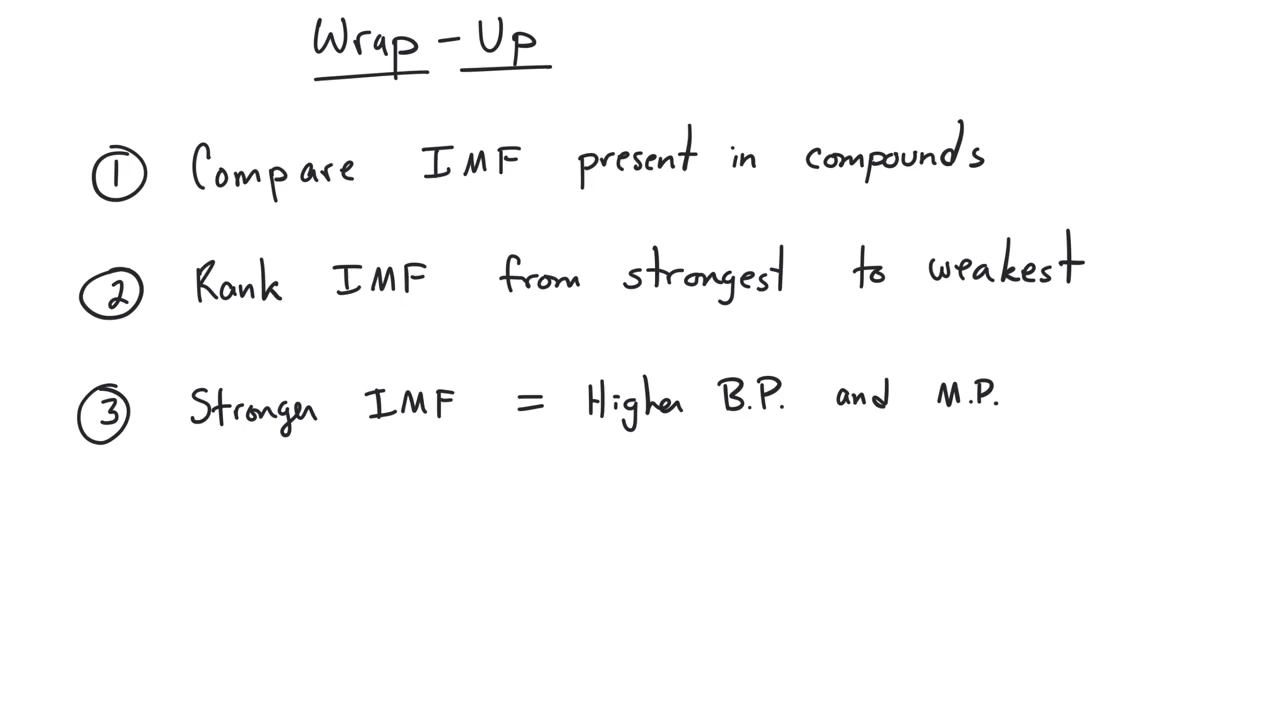 Wrap - Up
① Compare IMF present in compounds
② Rank IMF from strongest to weakest
③ Stronger IMF = Higher B.P. and M.P.